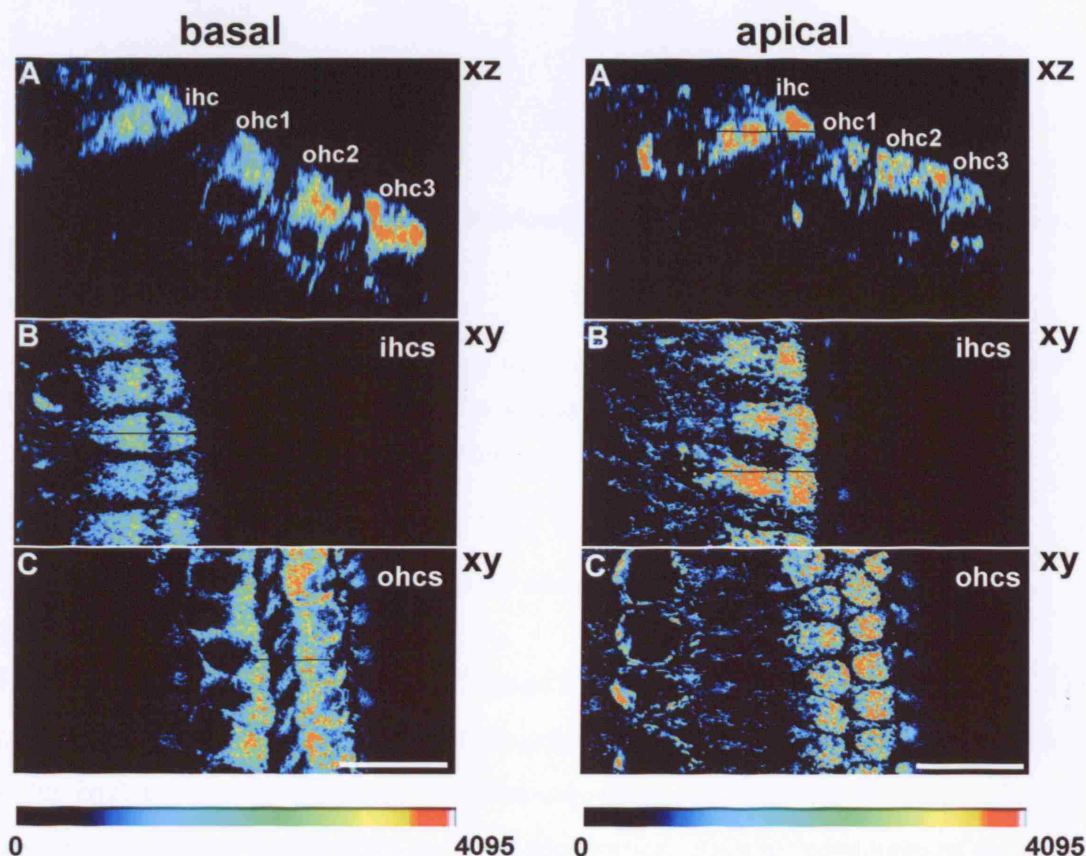 basal
A
xz
ihc
ohc1
ohc2
ohc3
B
xy
ihcs
C
xy
ohcs
0
4095
apical
A
xz
ihc
ohc1
ohc2
ohc3
B
xy
ihcs
C
xy
ohcs
0
4095